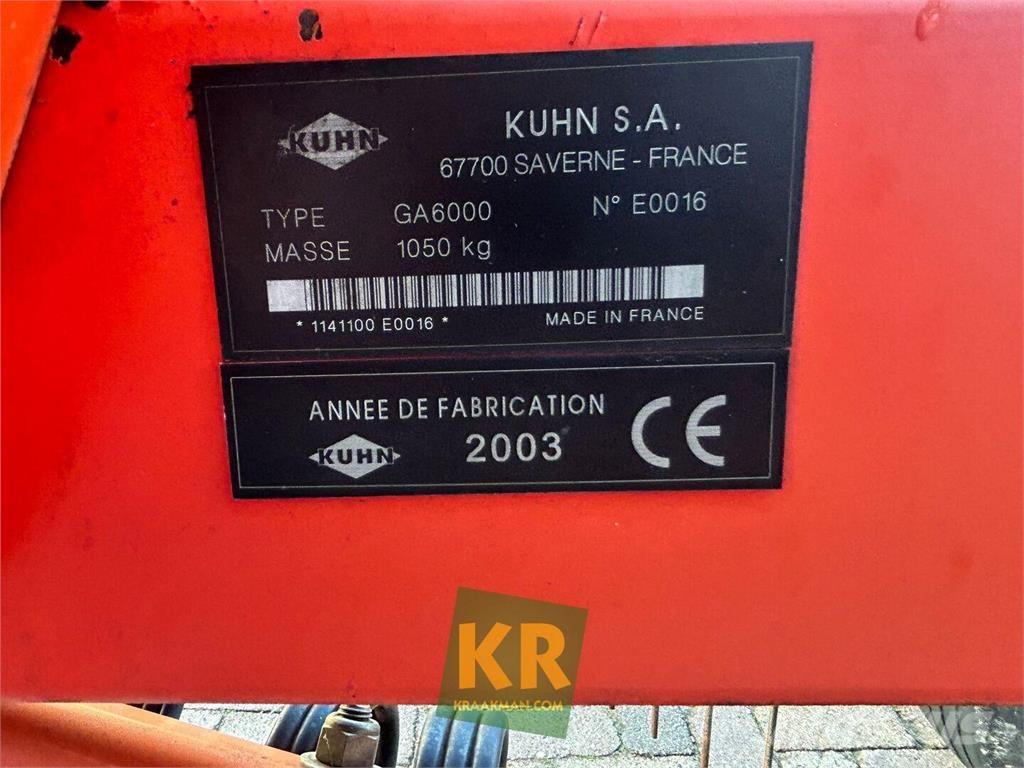 KUHN
KUHN S.A.
67700 SAVERNE - FRANCE
TYPE GA6000 N° E0016
MASSE 1050 kg
* 1141100 E0016 *
MADE IN FRANCE
ANNEE DE FABRICATION
KUHN
2003
CE
KR
KRAAKMAN.COM